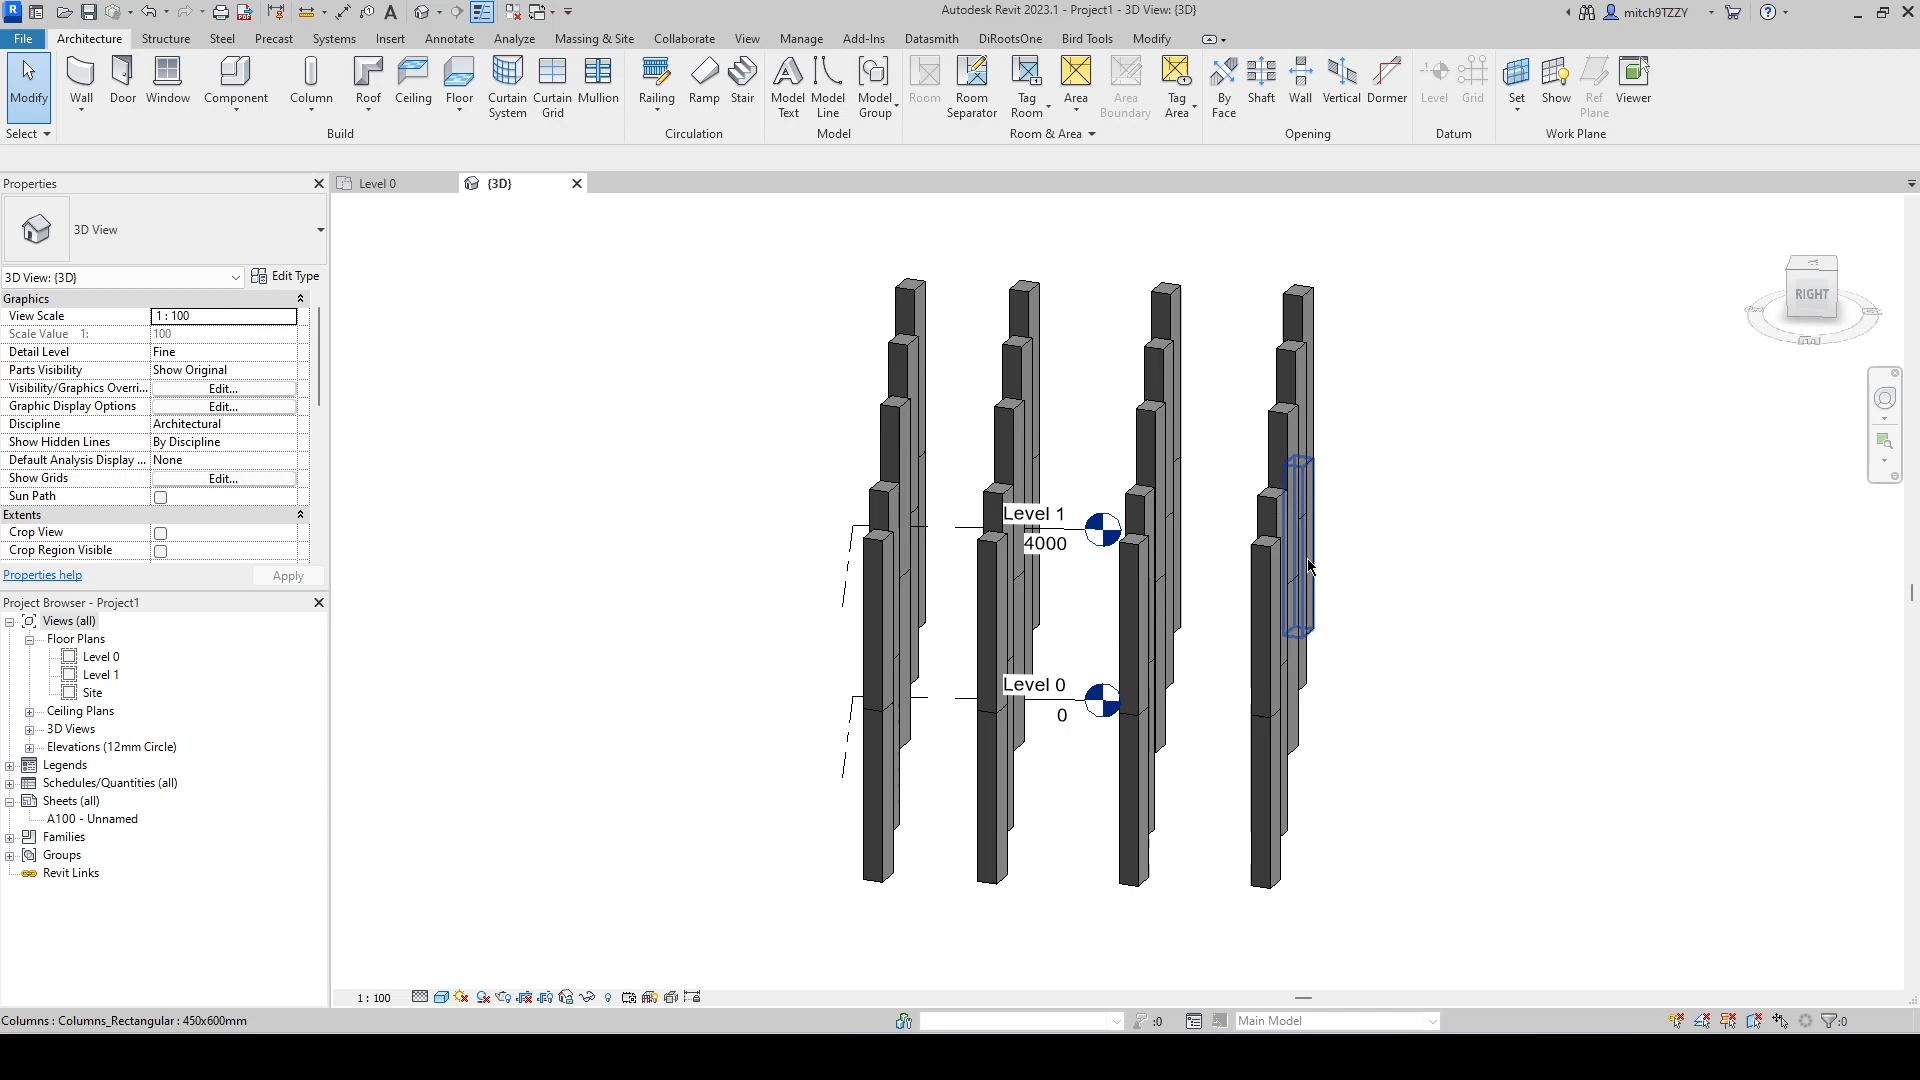 Autodesk Revit 2023.1 - Project1 - 3D View: {3D}
mitch9TZZY
File Architecture Structure Steel Precast Systems Insert Annotate Analyze Massing & Site Collaborate View Manage Add-Ins Datasmith DiRootsOne Bird Tools Modify
Modify Wall Door Window Component Column Roof Ceiling Floor Curtain System Curtain Grid Mullion Railing Ramp Stair Model Text Model Line Model Group Room Room Separator Tag Room Area Area Boundary Tag Area By Face Shaft Wall Vertical Dormer Level Grid Set Show Ref Plane Viewer
Select Build Circulation Model Room & Area Opening Datum Work Plane
Properties
Level 0
{3D}
3D View
3D View: {3D}
Edit Type
Graphics
View Scale 1 : 100
Scale Value 1: 100
Detail Level Fine
Parts Visibility Show Original
Visibility/Graphics Overri... Edit...
Graphic Display Options Edit...
Discipline Architectural
Show Hidden Lines By Discipline
Default Analysis Display ... None
Show Grids Edit...
Sun Path
Extents
Crop View
Crop Region Visible
Properties help Apply
Project Browser - Project1
Views (all)
Floor Plans
Level 0
Level 1
Site
Ceiling Plans
3D Views
Elevations (12mm Circle)
Legends
Schedules/Quantities (all)
Sheets (all)
A100 - Unnamed
Families
Groups
Revit Links
Level 1
4000
Level 0
0
RIGHT
1 : 100
Columns : Columns_Rectangular : 450x600mm
:0
Main Model
:0